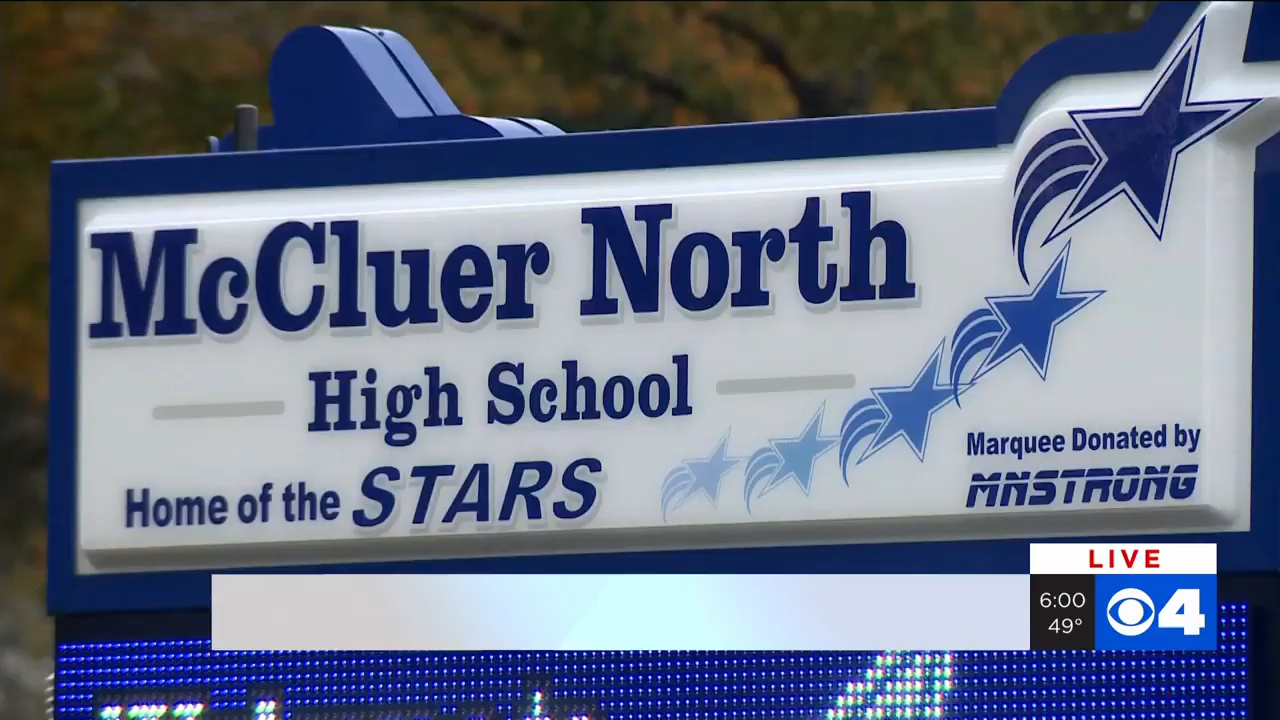 McCluer North
High School
Home of the STARS
Marquee Donated by
MNSTRONG
LIVE
6:00
49°
4